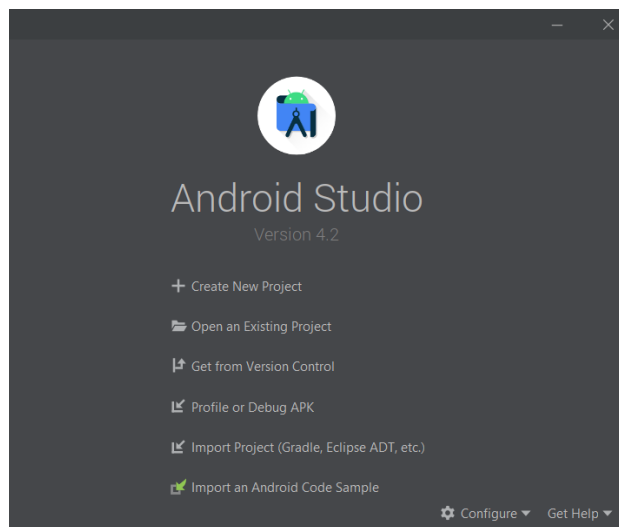 Android Studio
Version 4.2
Create New Project
Open an Existing Project
Get from Version Control
Profile or Debug APK
Import Project (Gradle, Eclipse ADT, etc.)
Import an Android Code Sample
Configure Get Help